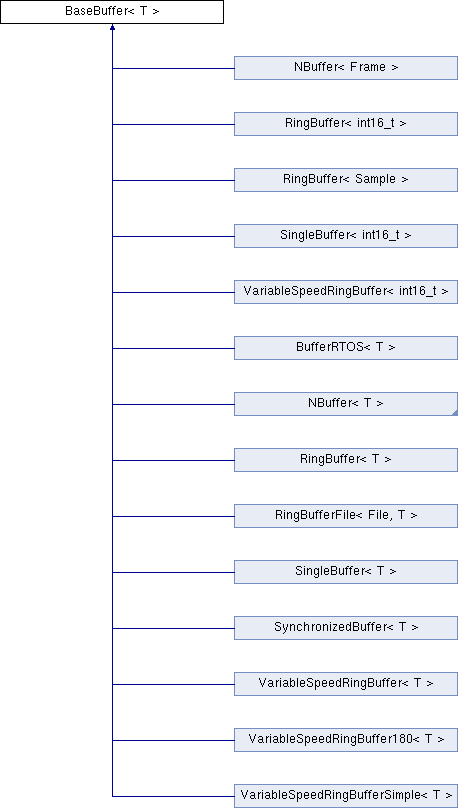 BaseBuffer< T >
NBuffer< Frame >
RingBuffer< int16_t >
RingBuffer< Sample >
SingleBuffer< int16_t >
VariableSpeedRingBuffer< int16_t >
BufferRTOS< T >
NBuffer< T >
RingBuffer< T >
RingBufferFile< File, T >
SingleBuffer< T >
SynchronizedBuffer< T >
VariableSpeedRingBuffer< T >
VariableSpeedRingBuffer180< T >
VariableSpeedRingBufferSimple< T >